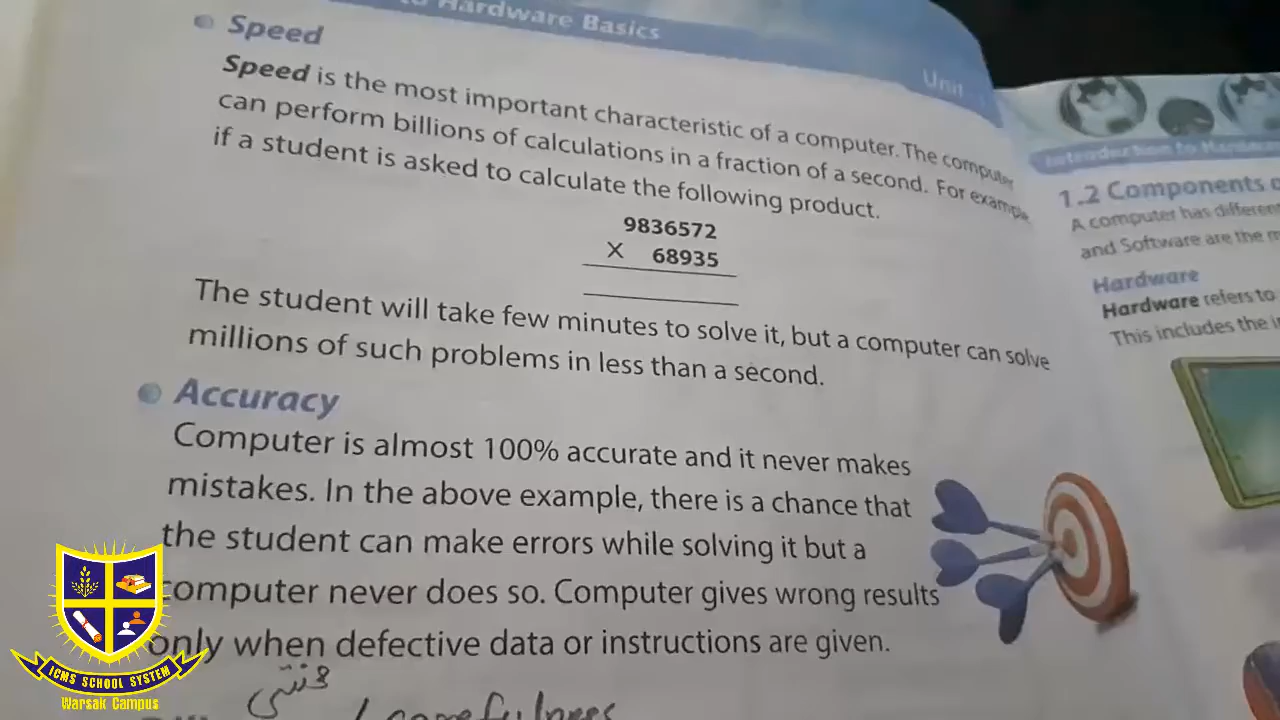 to Hardware Basics
Unit
Speed
Speed is the most important characteristic of a computer. The computer
can perform billions of calculations in a fraction of a second. For example,
if a student is asked to calculate the following product.
9836572
X 68935
The student will take few minutes to solve it, but a computer can solve
millions of such problems in less than a second.
Accuracy
Computer is almost 100% accurate and it never makes
mistakes. In the above example, there is a chance that
the student can make errors while solving it but a
computer never does so. Computer gives wrong results
only when defective data or instructions are given.
carefulness
Introduction to
1.2 Components
A computer has
and Software are the
Hardware
Hardware refers to
This includes the
ICMS SCHOOL SYSTEM
Warsak Campus